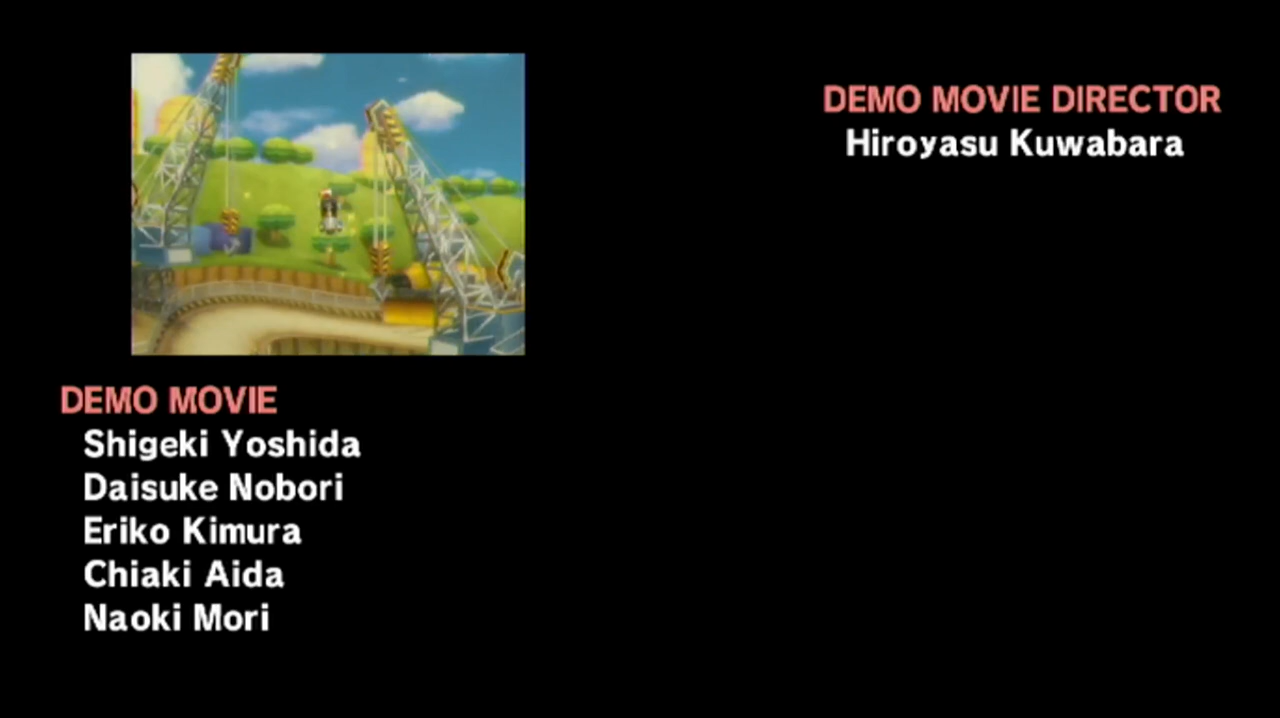 DEMO MOVIE DIRECTOR
Hiroyasu Kuwabara
DEMO MOVIE
Shigeki Yoshida
Daisuke Nobori
Eriko Kimura
Chiaki Aida
Naoki Mori